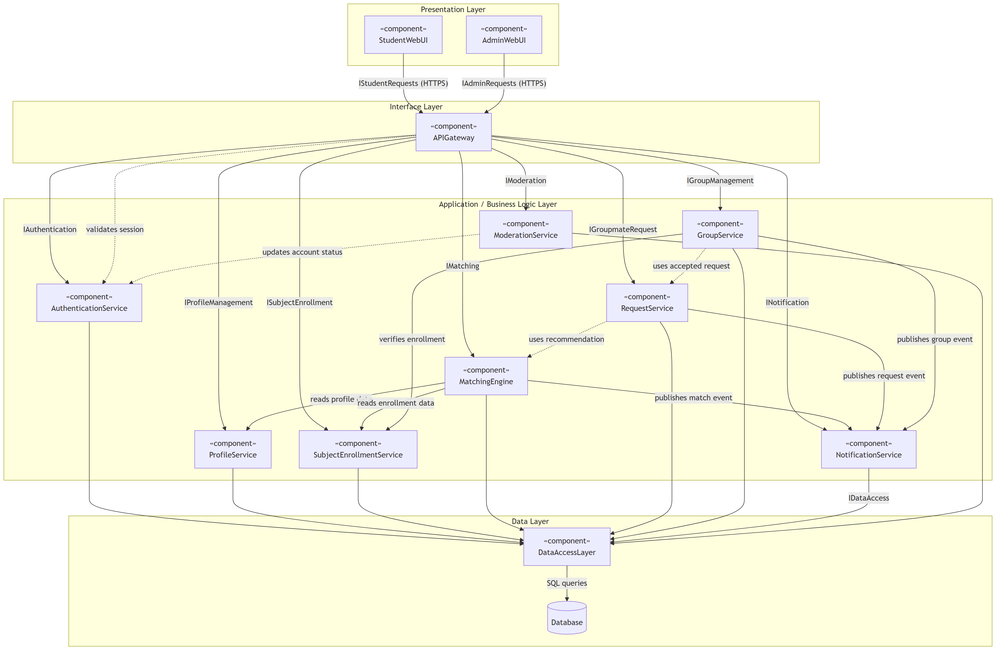 Presentation Layer
«component»
StudentWebUI
«component»
AdminWebUI
IStudentRequests (HTTPS)
IAdminRequests (HTTPS)
Interface Layer
«component»
APIGateway
IModeration
IGroupManagement
Application / Business Logic Layer
IAuthentication
validates session
«component»
ModerationService
IGroupmateRequest
«component»
GroupService
updates account status
IMatching
uses accepted request
«component»
AuthenticationService
IProfileManagement
ISubjectEnrollment
«component»
RequestService
INotification
verifies enrollment
uses recommendation
publishes group event
«component»
MatchingEngine
publishes request event
reads profile data
reads enrollment data
publishes match event
«component»
ProfileService
«component»
SubjectEnrollmentService
«component»
NotificationService
IDataAccess
Data Layer
«component»
DataAccessLayer
SQL queries
Database